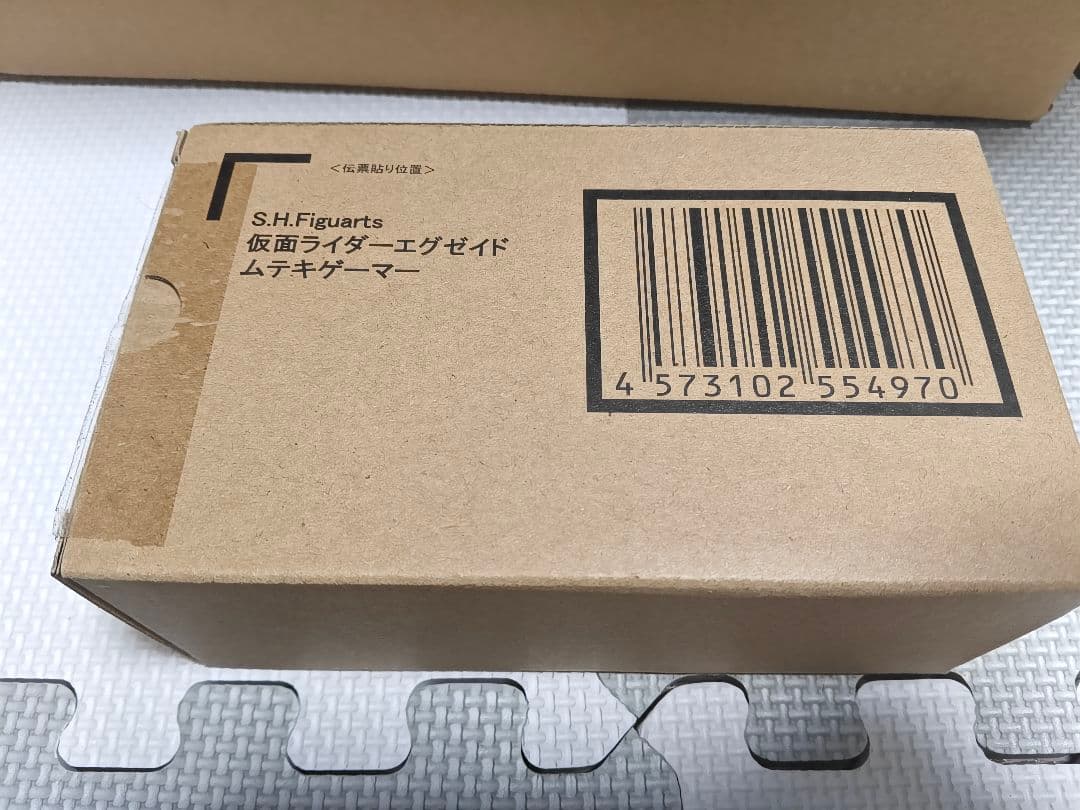 <伝票貼り位置>
S.H.Figuarts
仮面ライダーエグゼイド
ムテキゲーマー
4 573102 554970